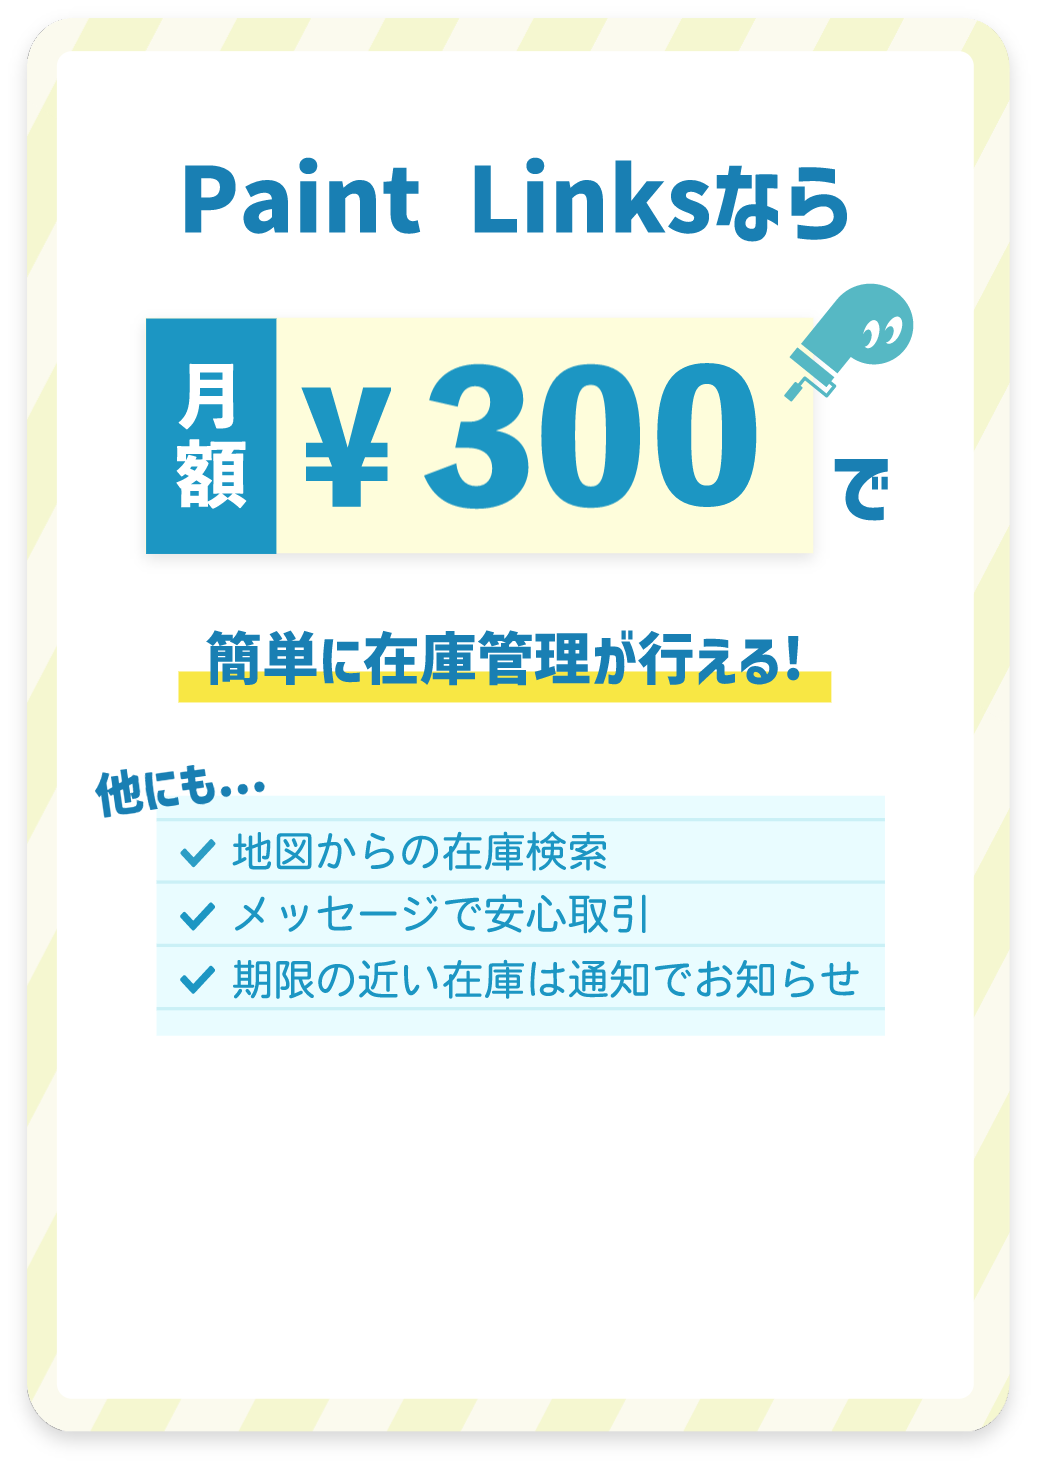 Paint Linksなら
月額 ¥300で
簡単に在庫管理が行える!
他にも...
地図からの在庫検索
メッセージで安心取引
期限の近い在庫は通知でお知らせ